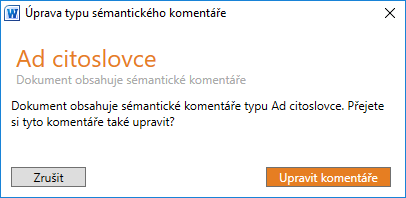 Úprava typu sémantického komentáře
Ad citoslovce
Dokument obsahuje sémantické komentáře
Dokument obsahuje sémantické komentáře typu Ad citoslovce. Přejete
si tyto komentáře také upravit?
Zrušit
Upravit komentáře